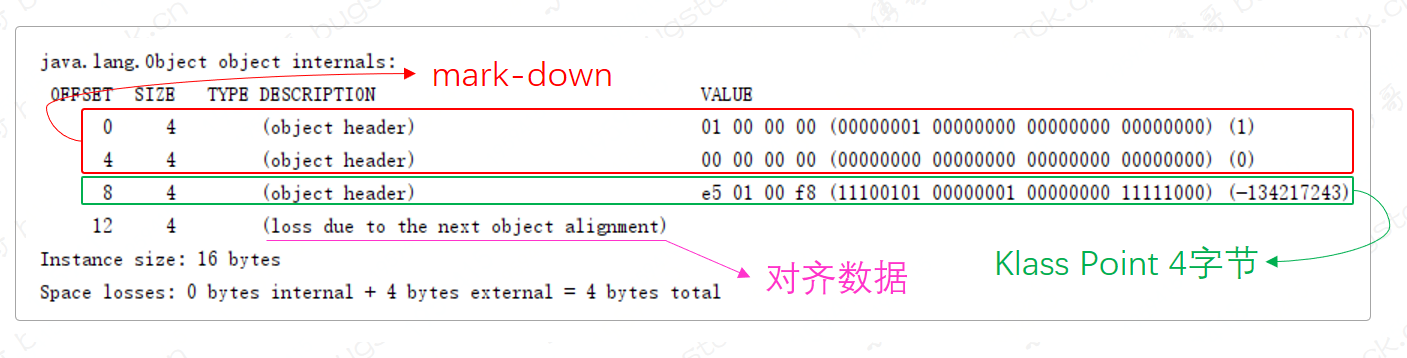 java.lang.Object object internals:
mark-down
OFFSET SIZE TYPE DESCRIPTION VALUE
0 4 (object header) 01 00 00 00 (00000001 00000000 00000000 00000000) (1)
4 4 (object header) 00 00 00 00 (00000000 00000000 00000000 00000000) (0)
8 4 (object header) e5 01 00 f8 (11100101 00000001 00000000 11111000) (-134217243)
12 4 (loss due to the next object alignment)
Instance size: 16 bytes
Klass Point 4字节
对齐数据
Space losses: 0 bytes internal + 4 bytes external = 4 bytes total